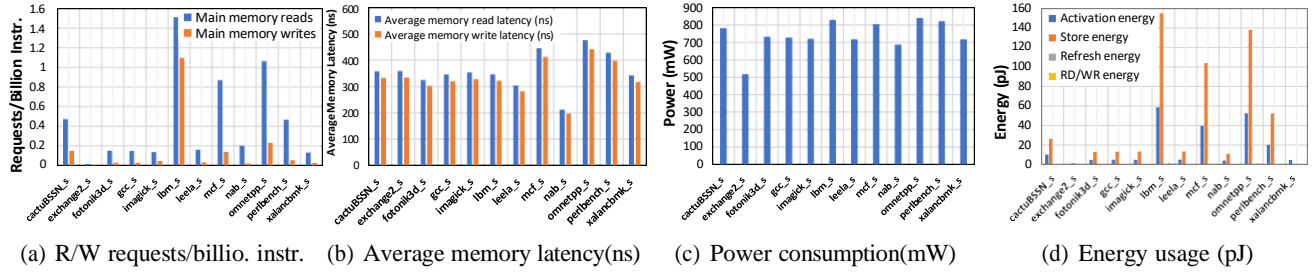 Requests/Billion Instr.
1.6
1.4
1.2
1
0.8
0.6
0.4
0.2
0
Main memory reads
Main memory writes
cactuBSSN_s
exchange2_s
fotonik3d_s
gcc_s
imagick_s
lbm_s
leela_s
mcf_s
nab_s
omnetpp_s
perlbench_s
xalancbmk_s
(a) R/W requests/billio. instr.
Average Memory Latency (ns)
600
500
400
300
200
100
0
Average memory read latency (ns)
Average memory write latency (ns)
cactuBSSN_s
exchange2_s
fotonik3d_s
gcc_s
imagick_s
lbm_s
leela_s
mcf_s
nab_s
omnetpp_s
perlbench_s
xalancbmk_s
(b) Average memory latency(ns)
Power (mW)
900
800
700
600
500
400
300
200
100
0
cactuBSSN_s
exchange2_s
fotonik3d_s
gcc_s
imagick_s
lbm_s
leela_s
mcf_s
nab_s
omnetpp_s
perlbench_s
xalancbmk_s
(c) Power consumption(mW)
Energy (pJ)
160
140
120
100
80
60
40
20
0
Activation energy
Store energy
Refresh energy
RD/WR energy
cactuBSSN_s
exchange2_s
fotonik3d_s
gcc_s
imagick_s
lbm_s
leela_s
mcf_s
nab_s
omnetpp_s
perlbench_s
xalancbmk_s
(d) Energy usage (pJ)